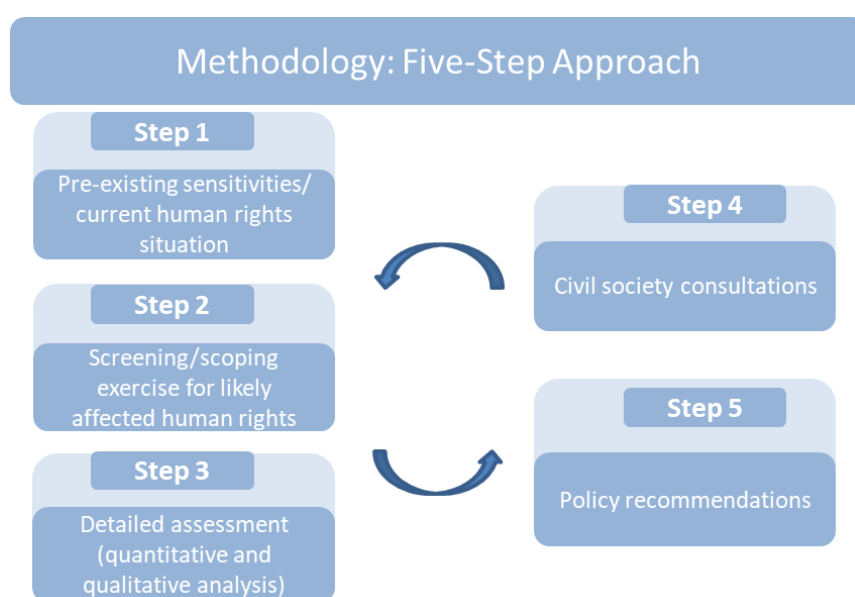 Methodology: Five-Step Approach
Step 1
Pre-existing sensitivities/
current human rights
situation
Step 2
Screening/scoping
exercise for likely
affected human rights
Step 3
Detailed assessment
(quantitative and
qualitative analysis)
Step 4
Civil society consultations
Step 5
Policy recommendations